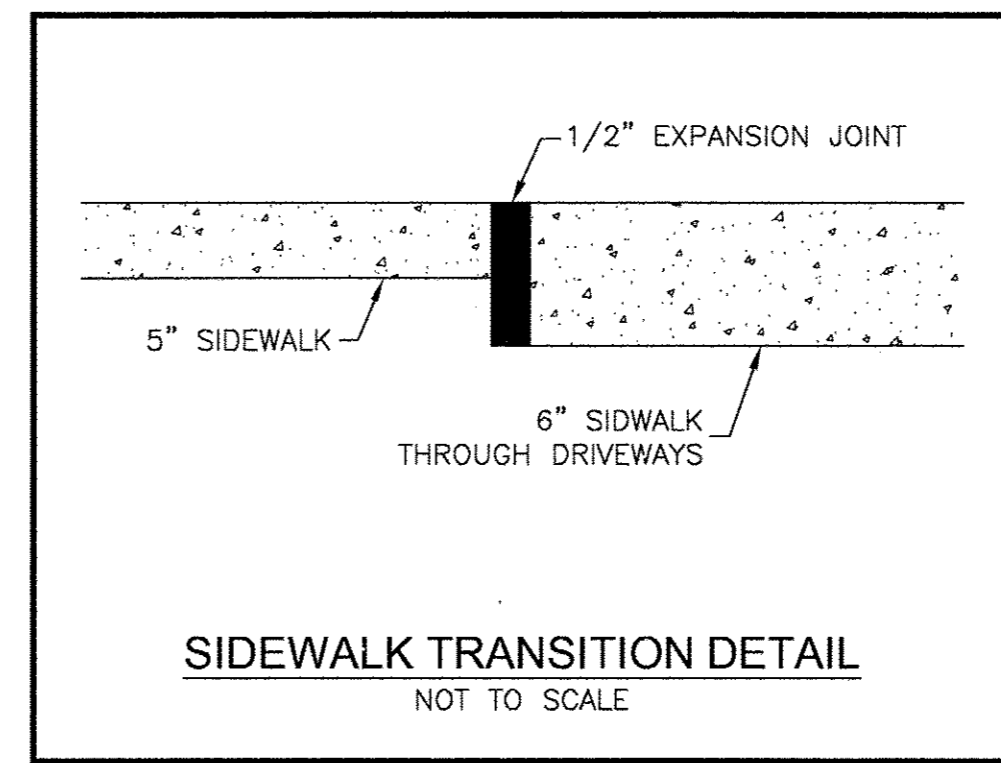 1/2" EXPANSION JOINT
5" SIDEWALK
6" SIDWALK
THROUGH DRIVEWAYS
SIDEWALK TRANSITION DETAIL
NOT TO SCALE